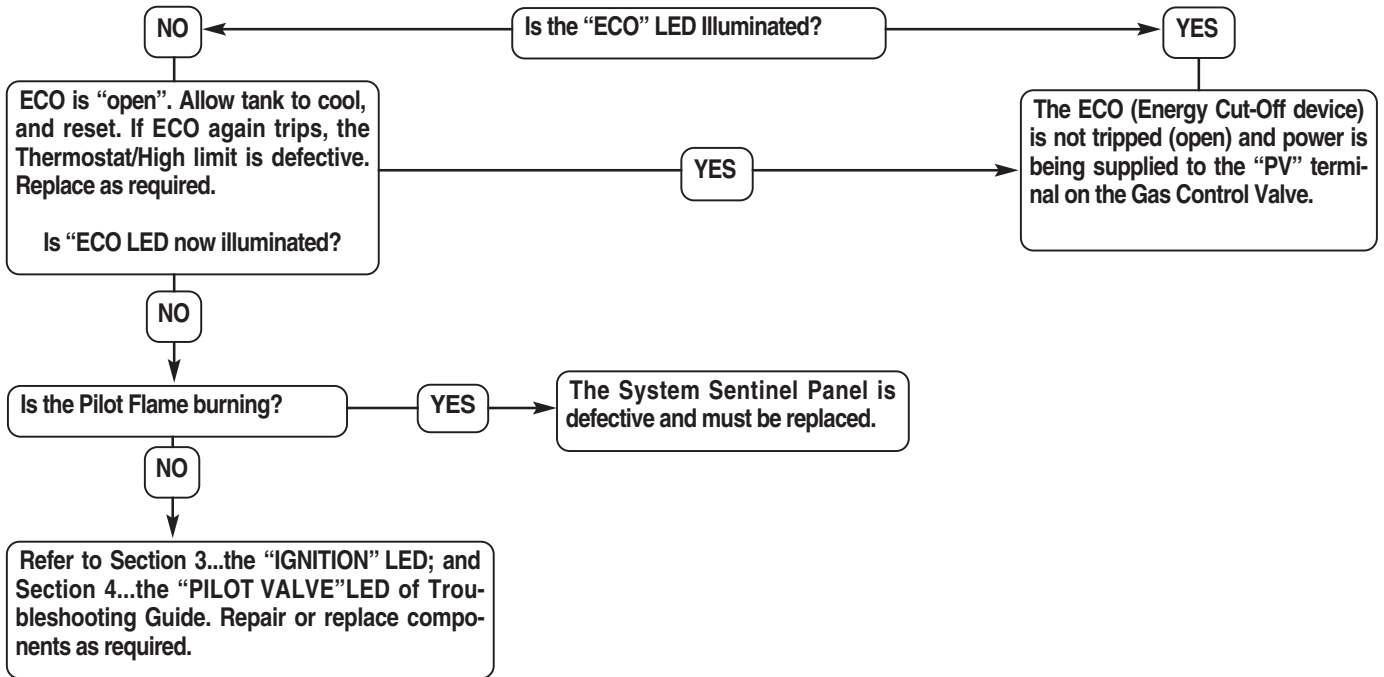 NO
Is the “ECO” LED Illuminated?
YES
ECO is “open”. Allow tank to cool,
and reset. If ECO again trips, the
Thermostat/High limit is defective.
Replace as required.
Is “ECO LED now illuminated?
YES
The ECO (Energy Cut-Off device)
is not tripped (open) and power is
being supplied to the “PV” termi-
nal on the Gas Control Valve.
NO
Is the Pilot Flame burning?
YES
The System Sentinel Panel is
defective and must be replaced.
NO
Refer to Section 3...the “IGNITION” LED; and
Section 4...the “PILOT VALVE”LED of Trou-
bleshooting Guide. Repair or replace compo-
nents as required.